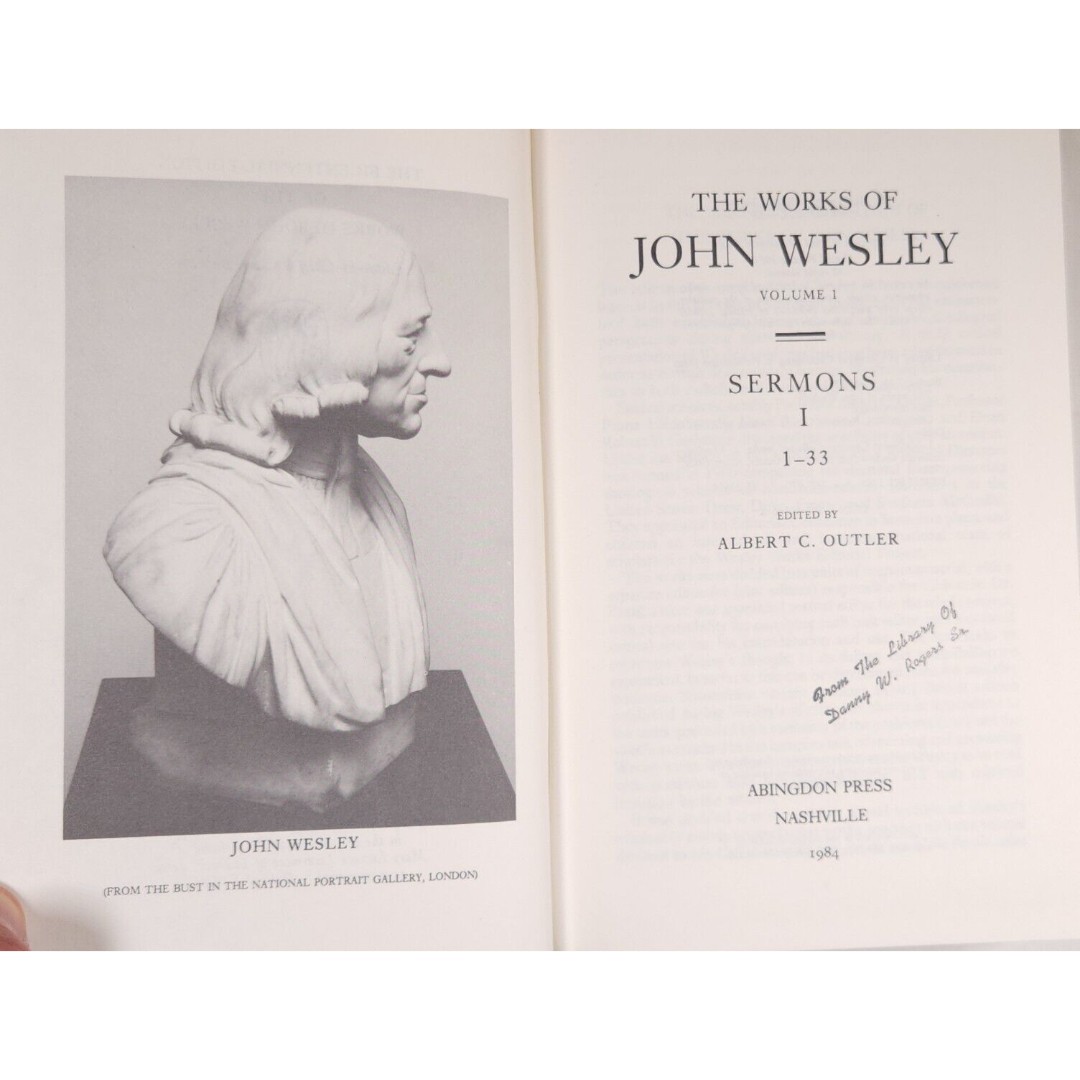 JOHN WESLEY
(FROM THE BUST IN THE NATIONAL PORTRAIT GALLERY, LONDON)
THE WORKS OF
JOHN WESLEY
VOLUME 1
SERMONS
I
1–33
EDITED BY
ALBERT C. OUTLER
From The Library Of
Danny W. Rogers Sr.
ABINGDON PRESS
NASHVILLE
1984